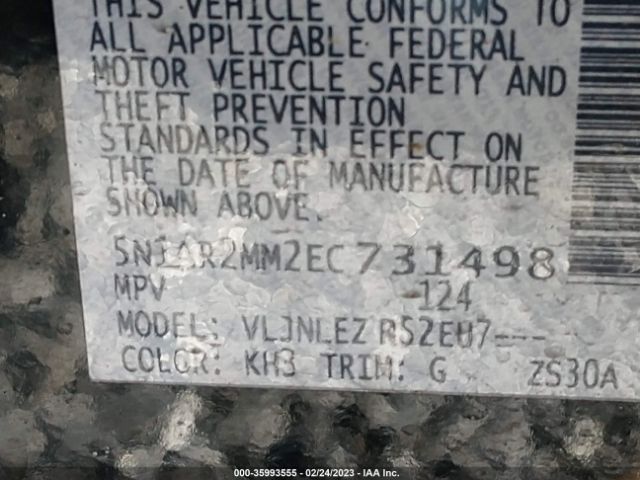 THIS VEHICLE CONFORMS TO
ALL APPLICABLE FEDERAL
MOTOR VEHICLE SAFETY AND
THEFT PREVENTION
STANDARDS IN EFFECT ON
THE DATE OF MANUFACTURE
SHOWN ABOVE.
5N1AR2MM2EC731498
MPV 124
MODEL: VLJNLEZ R52EU7---
COLOR: KH3 TRIM: G ZS30A
000-35993555 - 02/24/2023 - IAA Inc.